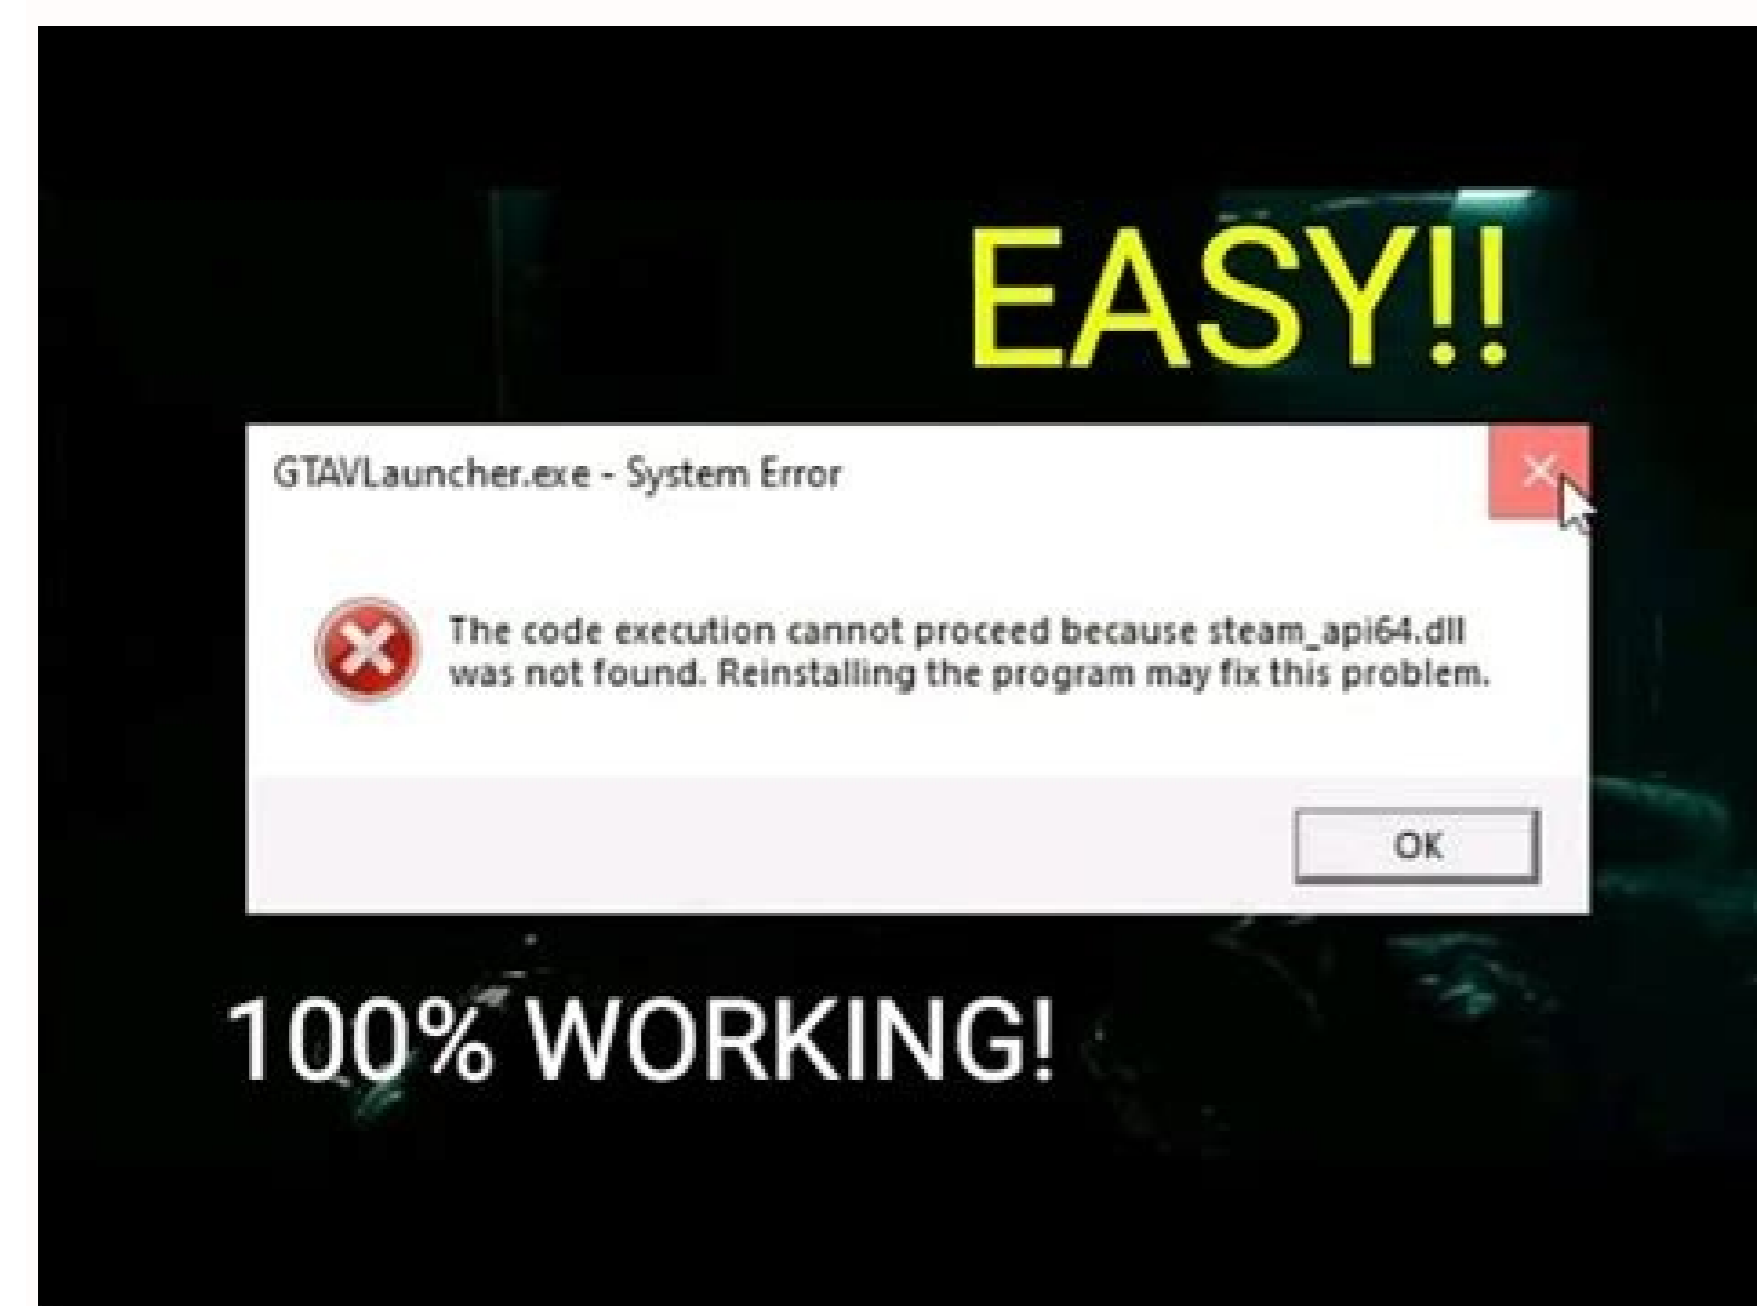 EASY!!
GTAVLauncher.exe - System Error
The code execution cannot proceed because steam_api64.dll
was not found. Reinstalling the program may fix this problem.
OK
100% WORKING!